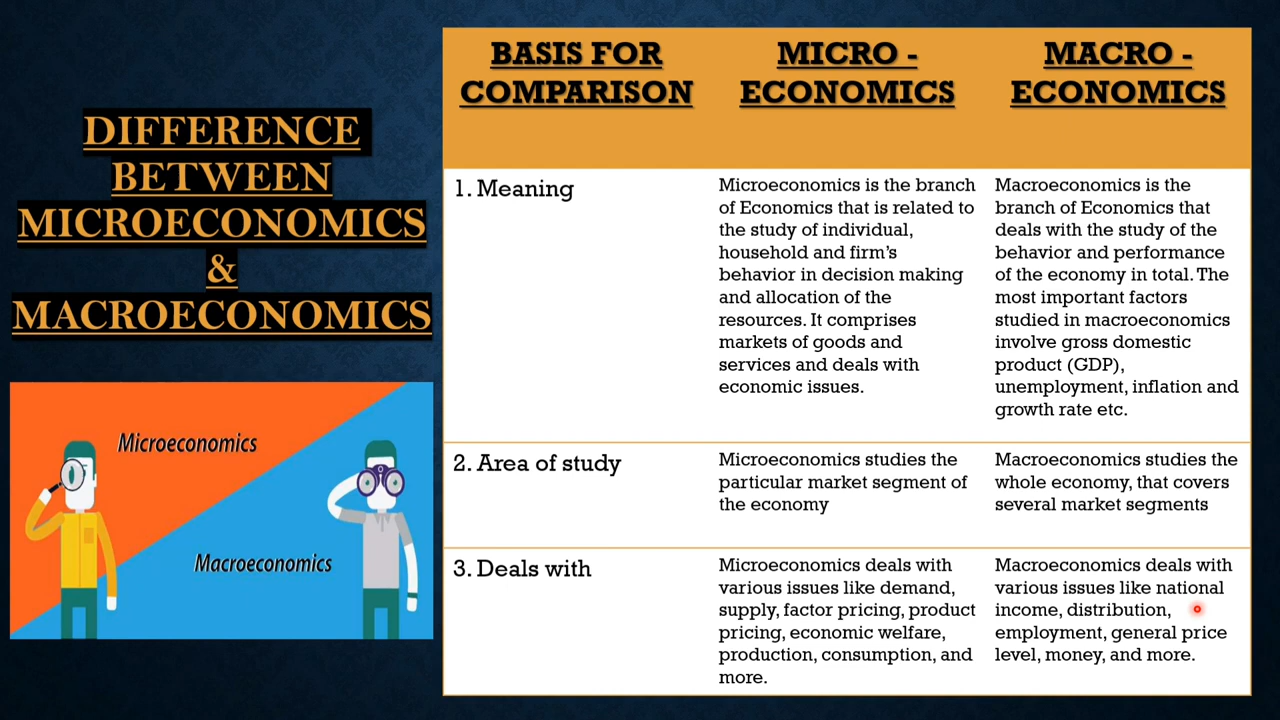 DIFFERENCE
BETWEEN
MICROECONOMICS
&
MACROECONOMICS
Microeconomics
Macroeconomics
BASIS FOR
COMPARISON
MICRO -
ECONOMICS
MACRO -
ECONOMICS
1. Meaning
Microeconomics is the branch
of Economics that is related to
the study of individual,
household and firm's
behavior in decision making
and allocation of the
resources. It comprises
markets of goods and
services and deals with
economic issues.
Macroeconomics is the
branch of Economics that
deals with the study of the
behavior and performance
of the economy in total. The
most important factors
studied in macroeconomics
involve gross domestic
product (GDP),
unemployment, inflation and
growth rate etc.
2. Area of study
Microeconomics studies the
particular market segment of
the economy
Macroeconomics studies the
whole economy, that covers
several market segments
3. Deals with
Microeconomics deals with
various issues like demand,
supply, factor pricing, product
pricing, economic welfare,
production, consumption, and
more.
Macroeconomics deals with
various issues like national
income, distribution,
employment, general price
level, money, and more.